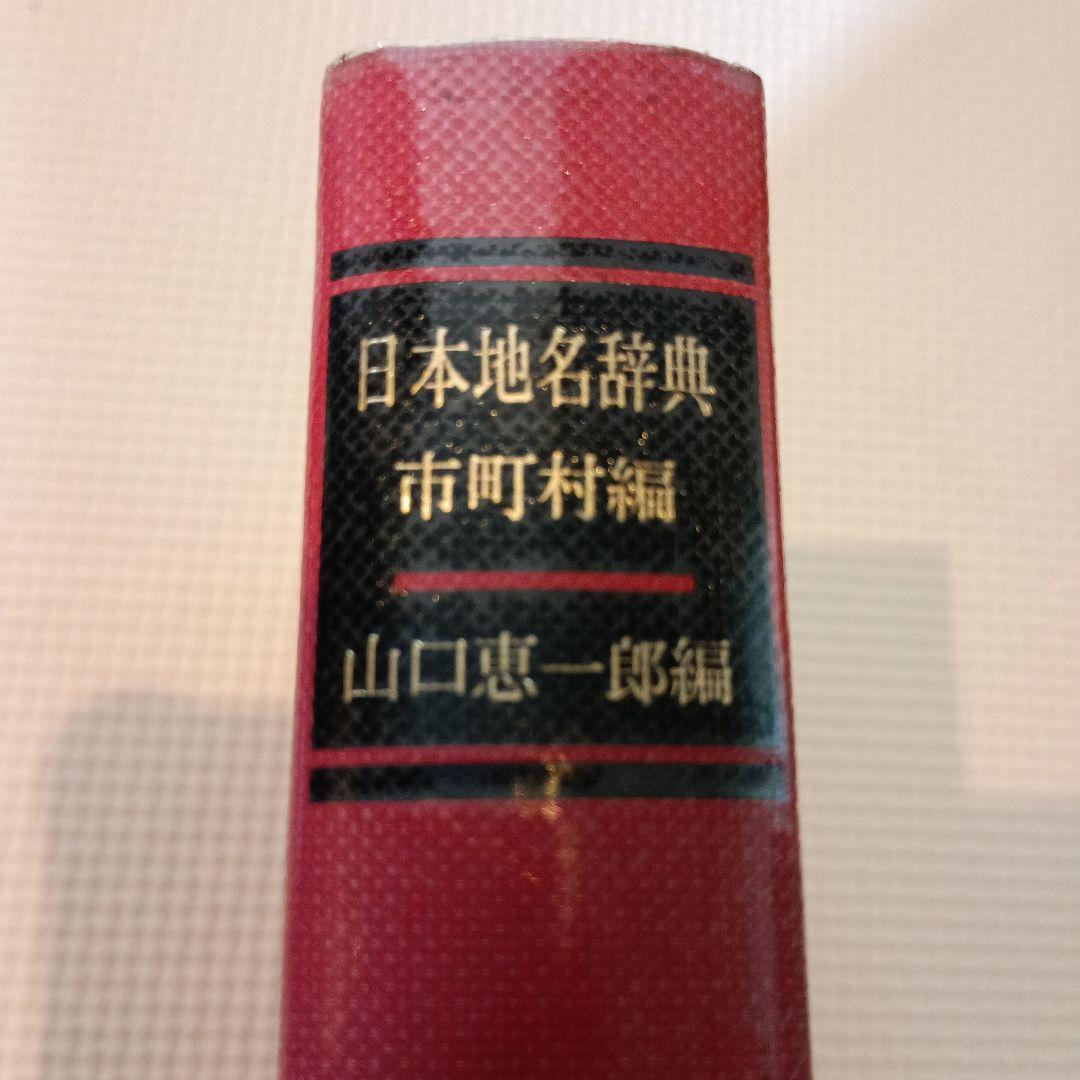 日本地名辞典
市町村編
山口恵一郎編